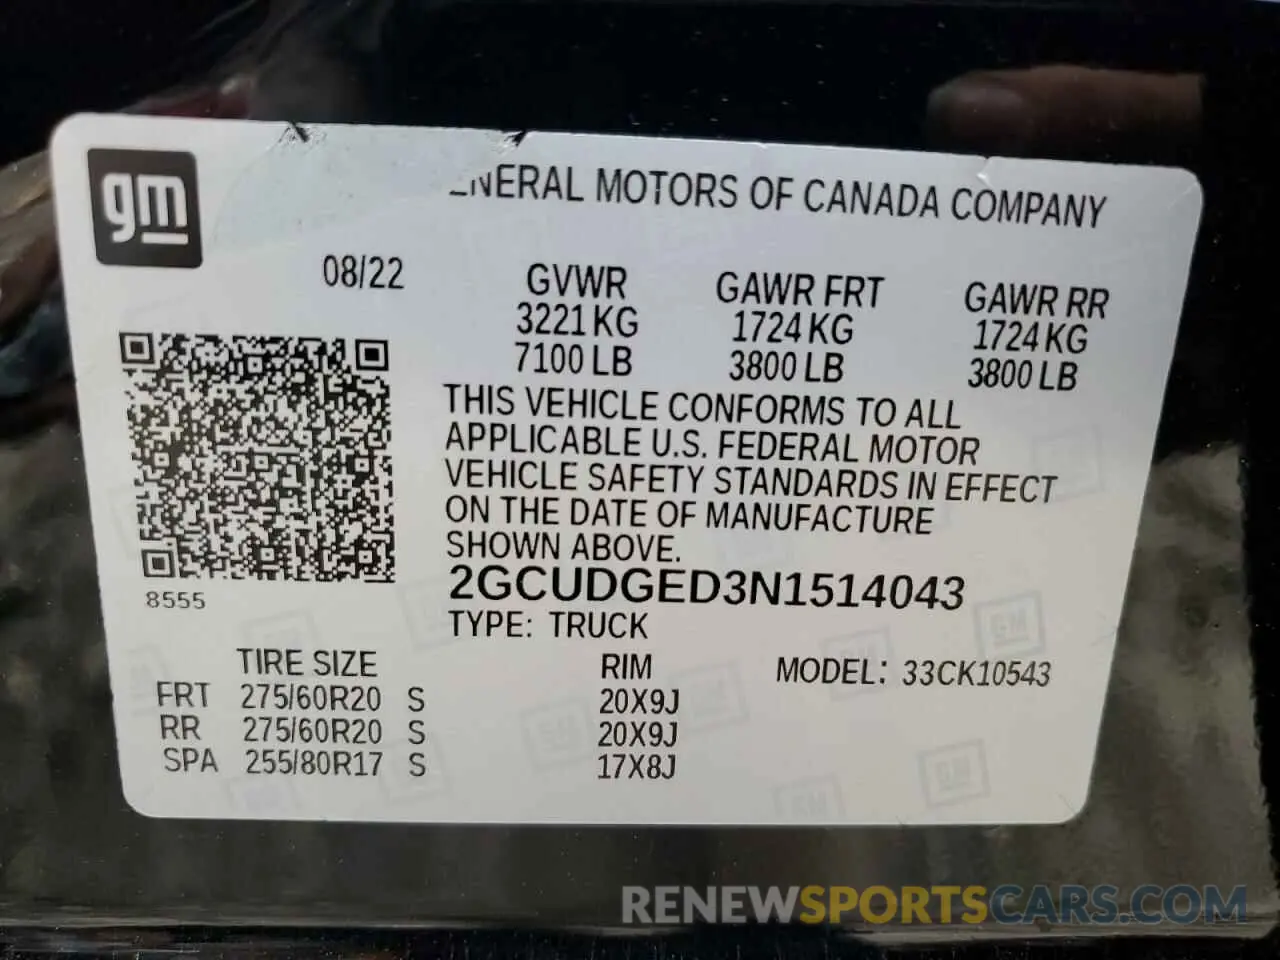 gm
ENERAL MOTORS OF CANADA COMPANY
08/22
GVWR GAWR FRT GAWR RR
3221 KG 1724 KG 1724 KG
7100 LB 3800 LB 3800 LB
THIS VEHICLE CONFORMS TO ALL
APPLICABLE U.S. FEDERAL MOTOR
VEHICLE SAFETY STANDARDS IN EFFECT
ON THE DATE OF MANUFACTURE
SHOWN ABOVE.
2GCUDGED3N1514043
8555
TYPE: TRUCK
TIRE SIZE RIM MODEL: 33CK10543
FRT 275/60R20 S 20X9J
RR 275/60R20 S 20X9J
SPA 255/80R17 S 17X8J
RENEWSPORTSCARS.COM